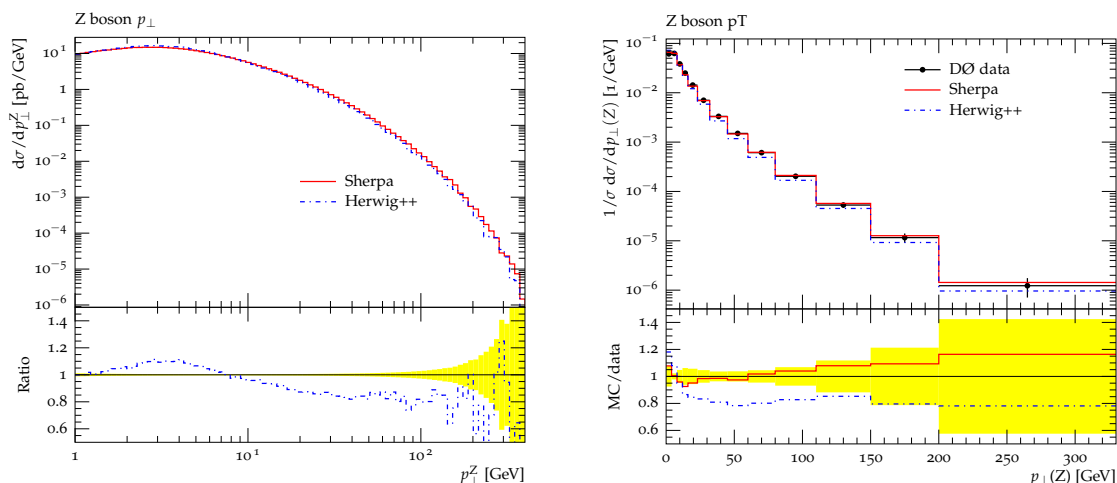 Z boson p⊥
10¹
1
10⁻¹
10⁻²
10⁻³
10⁻⁴
10⁻⁵
10⁻⁶
dσ/dp⊥ᶻ [pb/GeV]
Sherpa
Herwig++
1.4
1.2
1
0.8
0.6
Ratio
1
10¹
10²
p⊥ᶻ [GeV]
Z boson pT
10⁻¹
10⁻²
10⁻³
10⁻⁴
10⁻⁵
10⁻⁶
1/σ dσ/dp⊥(Z) [1/GeV]
DØ data
Sherpa
Herwig++
1.4
1.2
1
0.8
0.6
MC/data
0
50
100
150
200
250
300
p⊥(Z) [GeV]